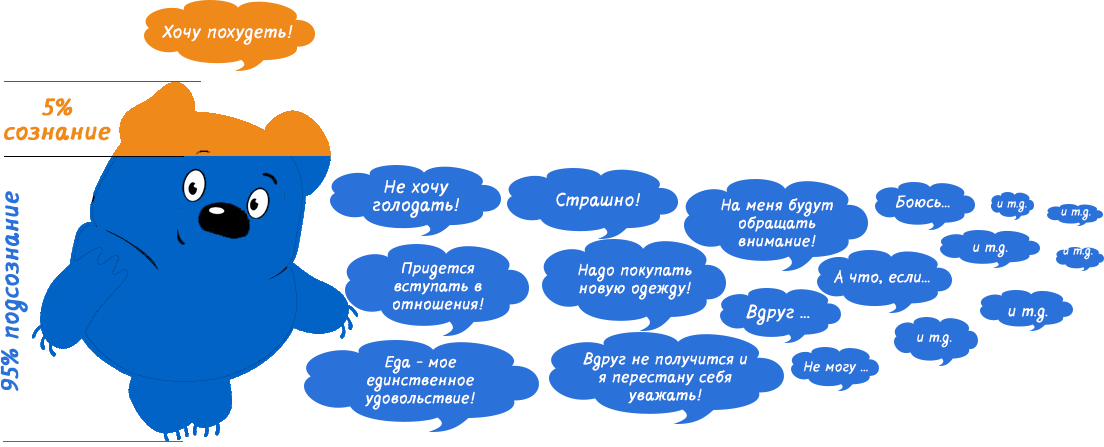 Хочу похудеть!
5%
сознание
95% подсознание
Не хочу
голодать!
Страшно!
На меня будут
обращать
внимание!
Боюсь...
и т.д.
и т.д.
Придется
вступать в
отношения!
Надо покупать
новую одежду!
А что, если...
и т.д.
и т.д.
Вдруг ...
и т.д.
и т.д.
Еда - мое
единственное
удовольствие!
Вдруг не получится и
я перестану себя
уважать!
Не могу ...